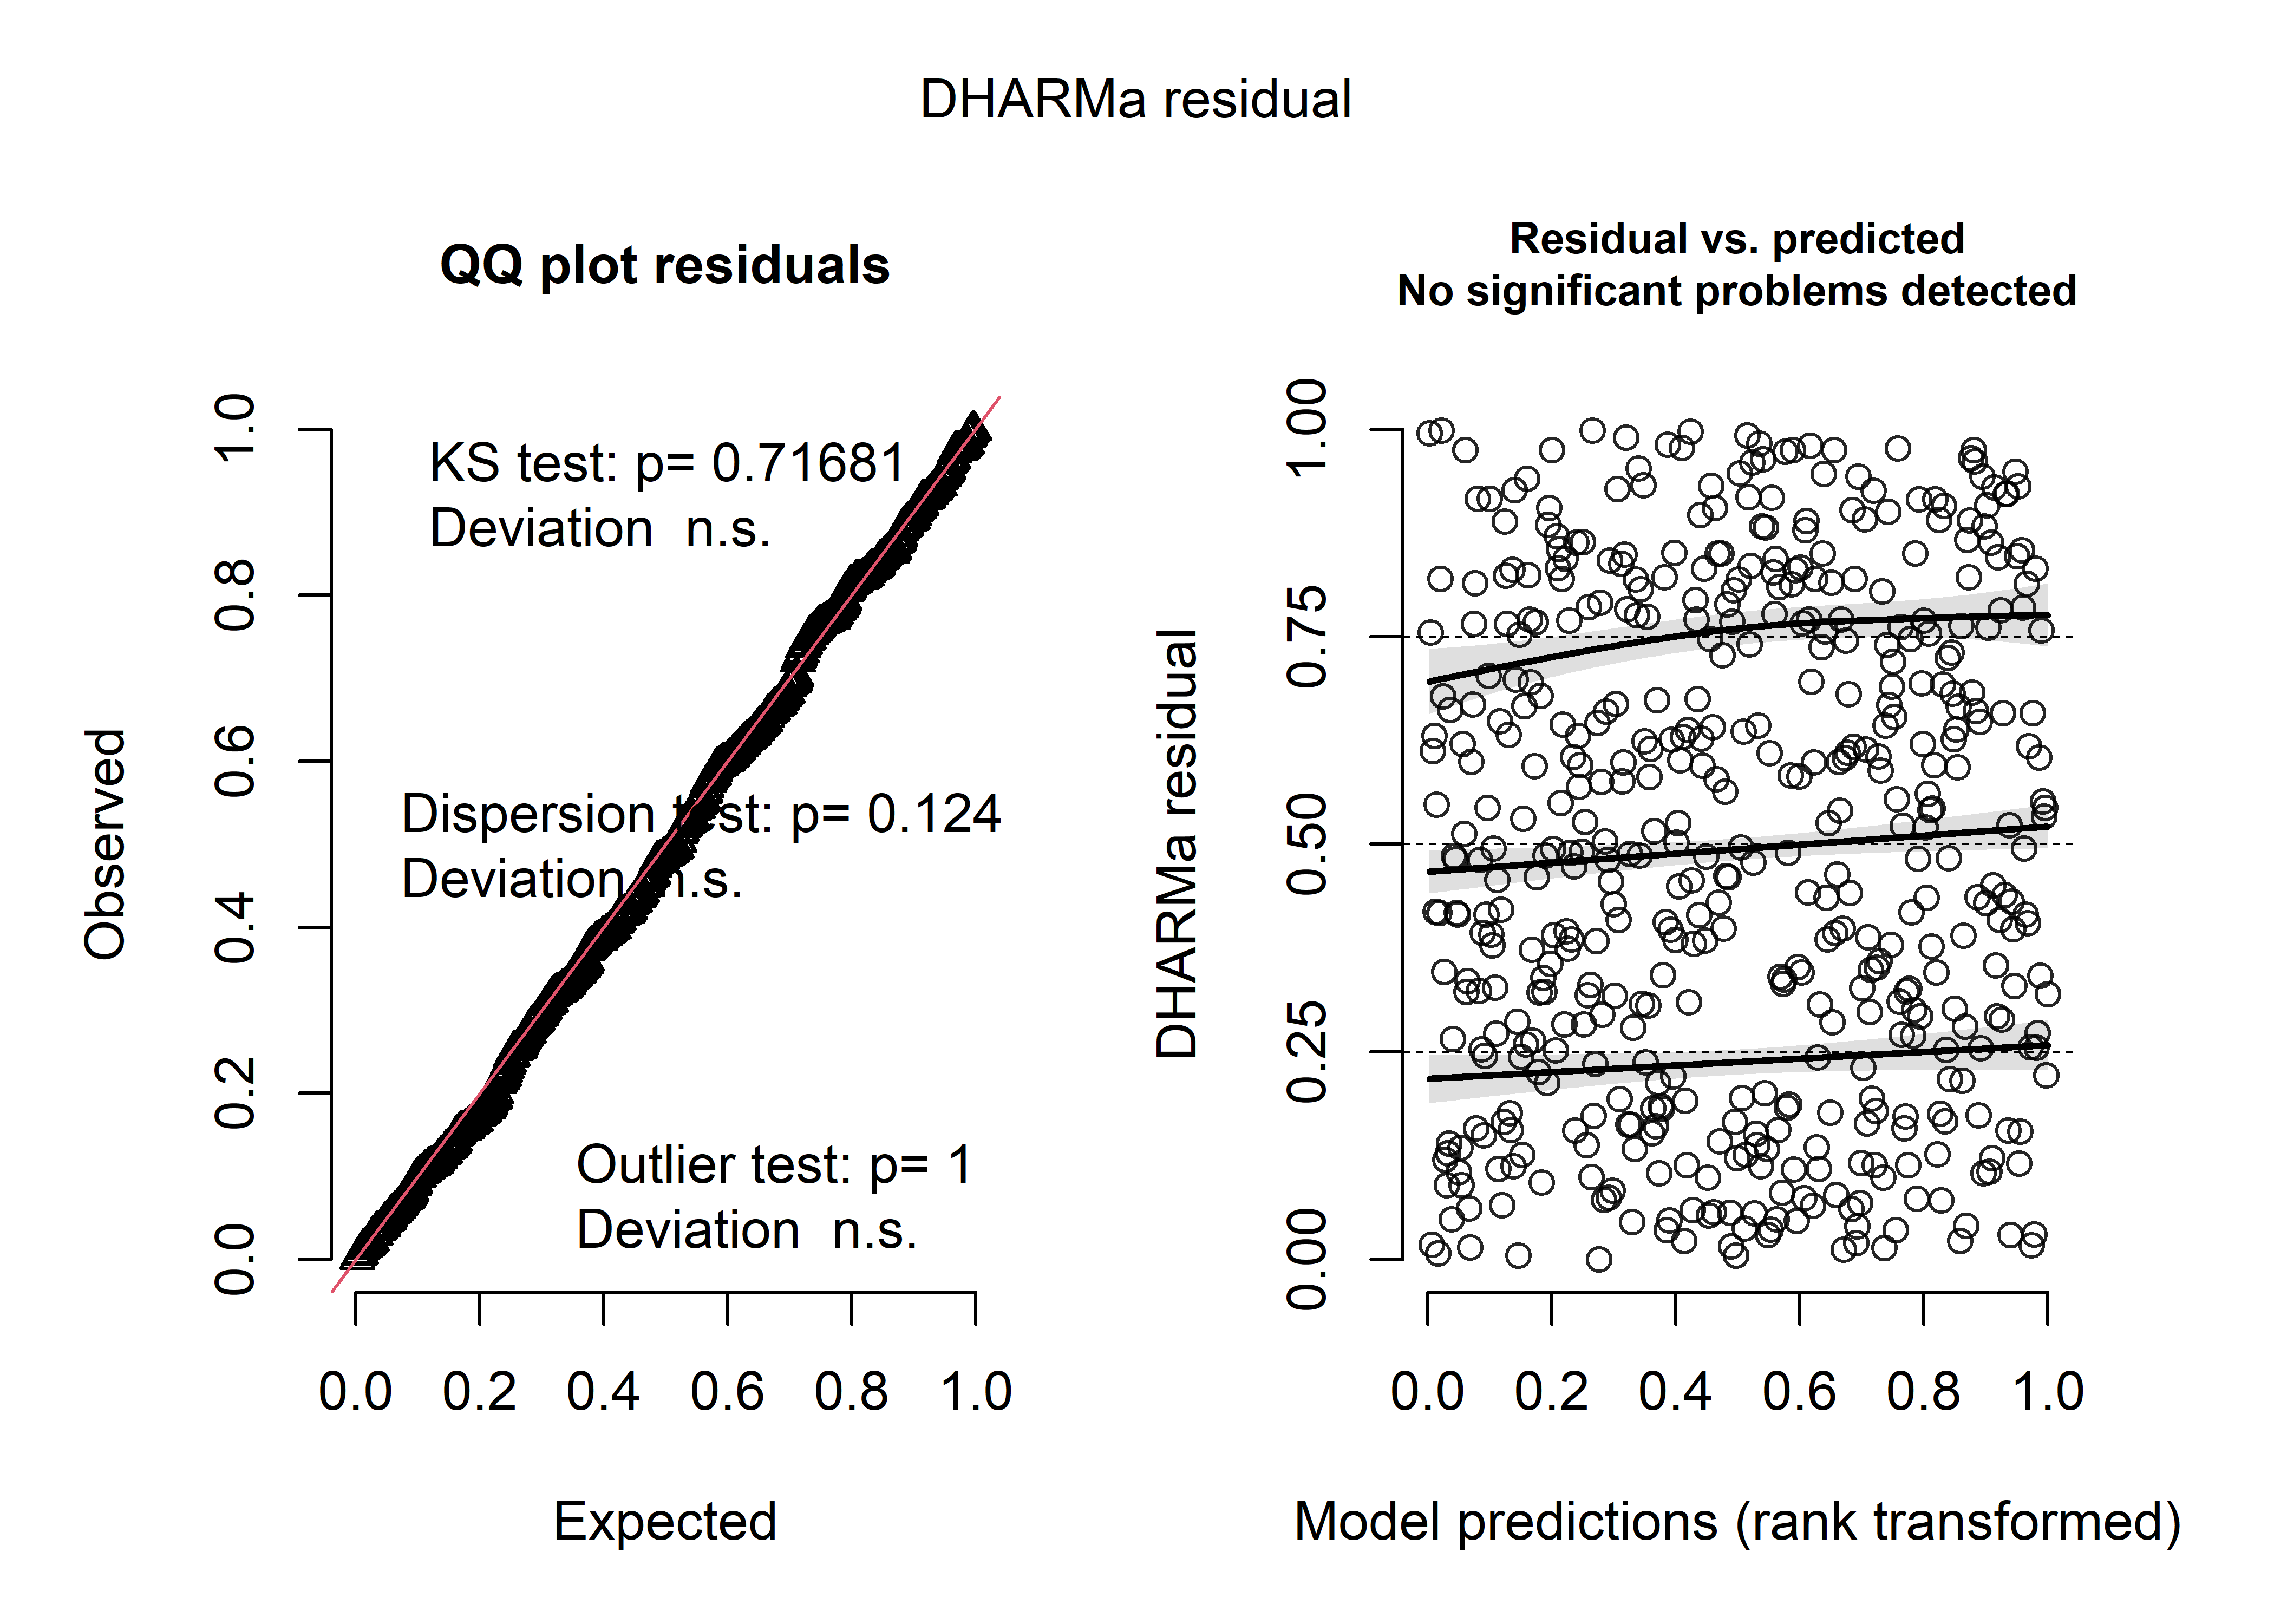 DHARMa residual
QQ plot residuals
KS test: p= 0.71681
Deviation  n.s.
Dispersion test: p= 0.124
Deviation  n.s.
Outlier test: p= 1
Deviation  n.s.
Observed
0.0 0.2 0.4 0.6 0.8 1.0
0.0 0.2 0.4 0.6 0.8 1.0
Expected
Residual vs. predicted
No significant problems detected
DHARMa residual
0.00 0.25 0.50 0.75 1.00
0.0 0.2 0.4 0.6 0.8 1.0
Model predictions (rank transformed)